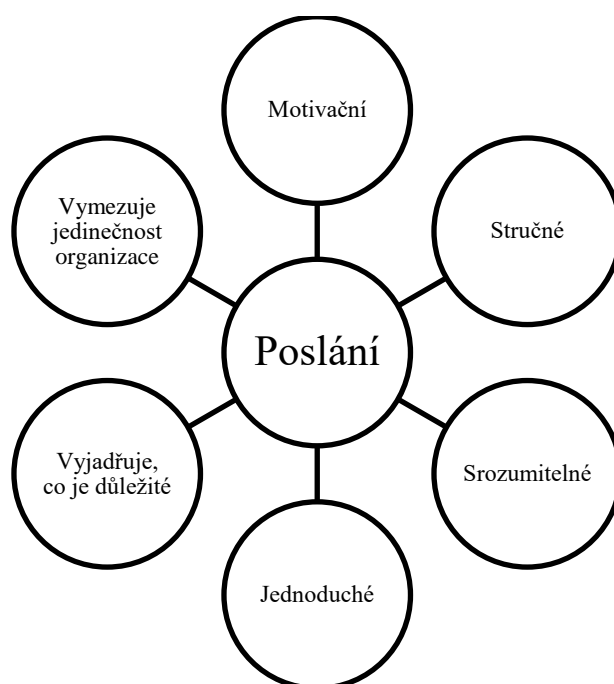 Motivační
Vymezuje
jedinečnost
organizace
Stručné
Poslání
Vyjadřuje,
co je důležité
Srozumitelné
Jednoduché